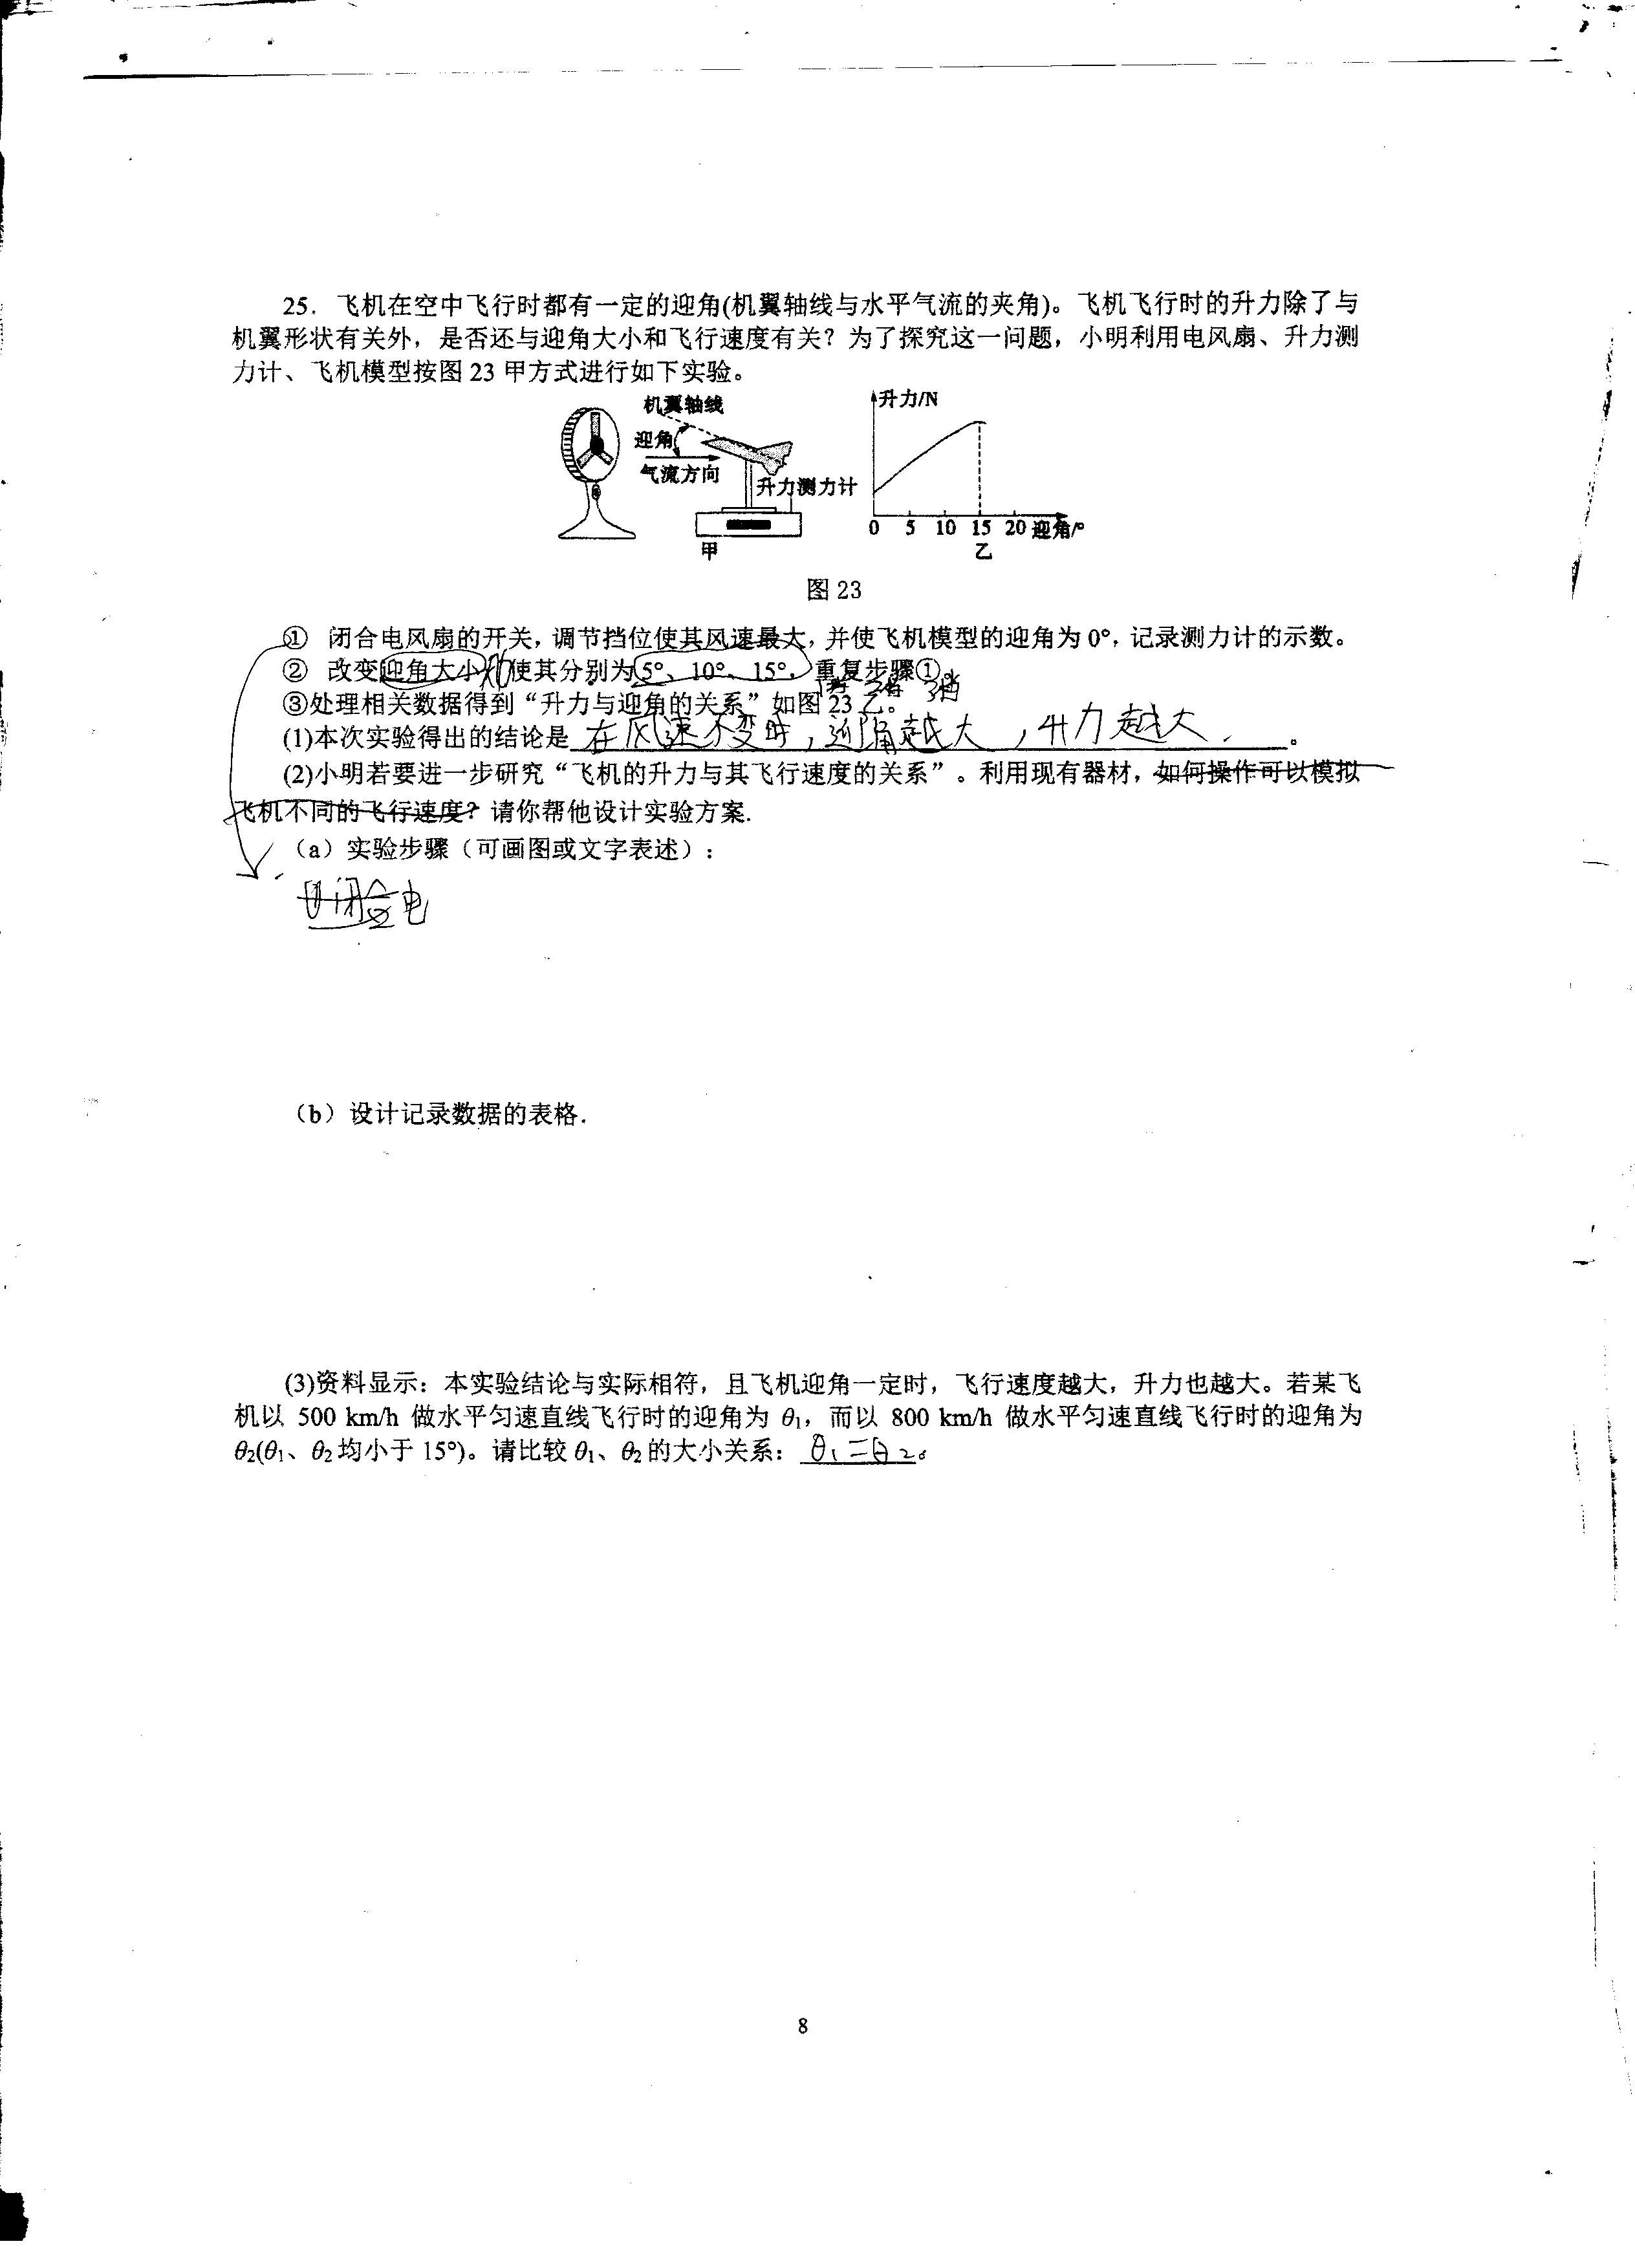 25. 飞机在空中飞行时都有一定的迎角(机翼轴线与水平气流的夹角)。飞机飞行时的升力除了与
机翼形状有关外，是否还与迎角大小和飞行速度有关？为了探究这一问题，小明利用电风扇、升力测
力计、飞机模型按图 23 甲方式进行如下实验。
机翼轴线
迎角
气流方向
升力测力计
甲
升力/N
0 5 10 15 20 迎角/°
乙
图 23
① 闭合电风扇的开关，调节挡位使其风速最大，并使飞机模型的迎角为 0°，记录测力计的示数。
② 改变迎角大小，使其分别为 5°、10°、15°，重复步骤①。
3档
③处理相关数据得到“升力与迎角的关系”如图 23 乙。
(1)本次实验得出的结论是 在风速不变时，迎角越大，升力越大. 。
(2)小明若要进一步研究“飞机的升力与其飞行速度的关系”。利用现有器材，如何操作可以模拟
飞机不同的飞行速度？请你帮他设计实验方案.
（a）实验步骤（可画图或文字表述）：
闭合电
（b）设计记录数据的表格.
(3)资料显示：本实验结论与实际相符，且飞机迎角一定时，飞行速度越大，升力也越大。若某飞
机以 500 km/h 做水平匀速直线飞行时的迎角为 θ1，而以 800 km/h 做水平匀速直线飞行时的迎角为
θ2(θ1、θ2均小于 15°)。请比较 θ1、θ2 的大小关系： θ1=θ2。
8